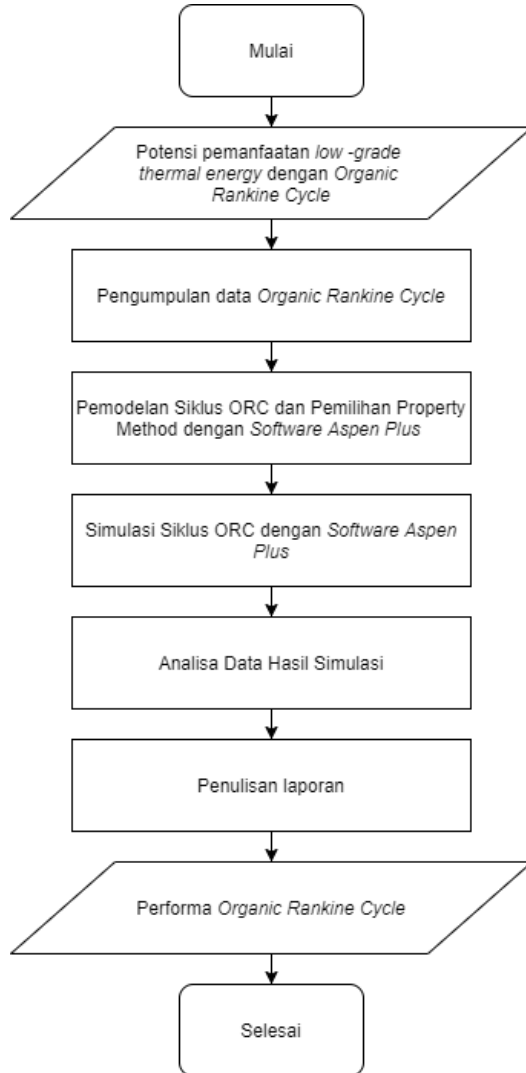 Mulai
Potensi pemanfaatan low -grade
thermal energy dengan Organic
Rankine Cycle
Pengumpulan data Organic Rankine Cycle
Pemodelan Siklus ORC dan Pemilihan Property
Method dengan Software Aspen Plus
Simulasi Siklus ORC dengan Software Aspen
Plus
Analisa Data Hasil Simulasi
Penulisan laporan
Performa Organic Rankine Cycle
Selesai